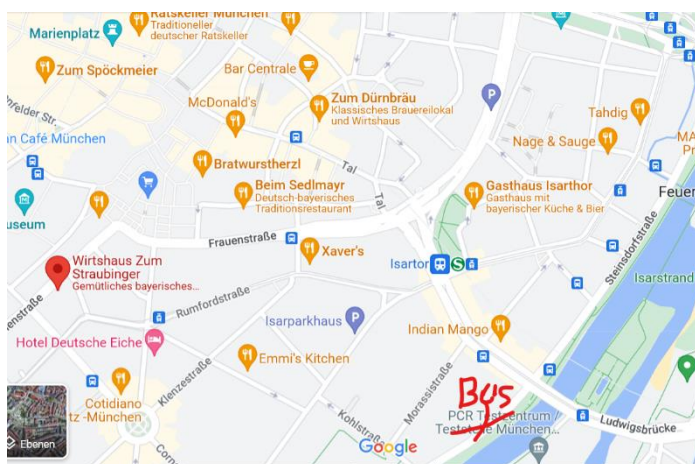 Ratskeller München
Traditioneller
deutscher Ratskeller
Marienplatz
Zum Spöckmeier
Bar Centrale
McDonald's
Zum Dürnbräu
Klassisches Brauereilokal
und Wirtshaus
Tahdig
Nage & Sauge
Café München
Bratwurstherzl
Tal
Beim Sedlmayr
Deutsch-bayerisches
Traditionsrestaurant
Tal
Gasthaus Isarthor
Gasthaus mit
bayerischer Küche & Bier
Frauenstraße
Xaver's
Steinsdorfstraße
Wirtshaus Zum
Straubinger
Gemütliches bayerisches...
Isartor
S
Isarstrand
Rumfordstraße
P
Isarparkhaus
P
Indian Mango
Hotel Deutsche Eiche
Emmi's Kitchen
Klenzestraße
Morassistraße
Bys
Cotidiano
-München
Kohlstraße
PCR Testzentrum /
Teststelle München...
Ludwigsbrücke...
Ebenen
Google